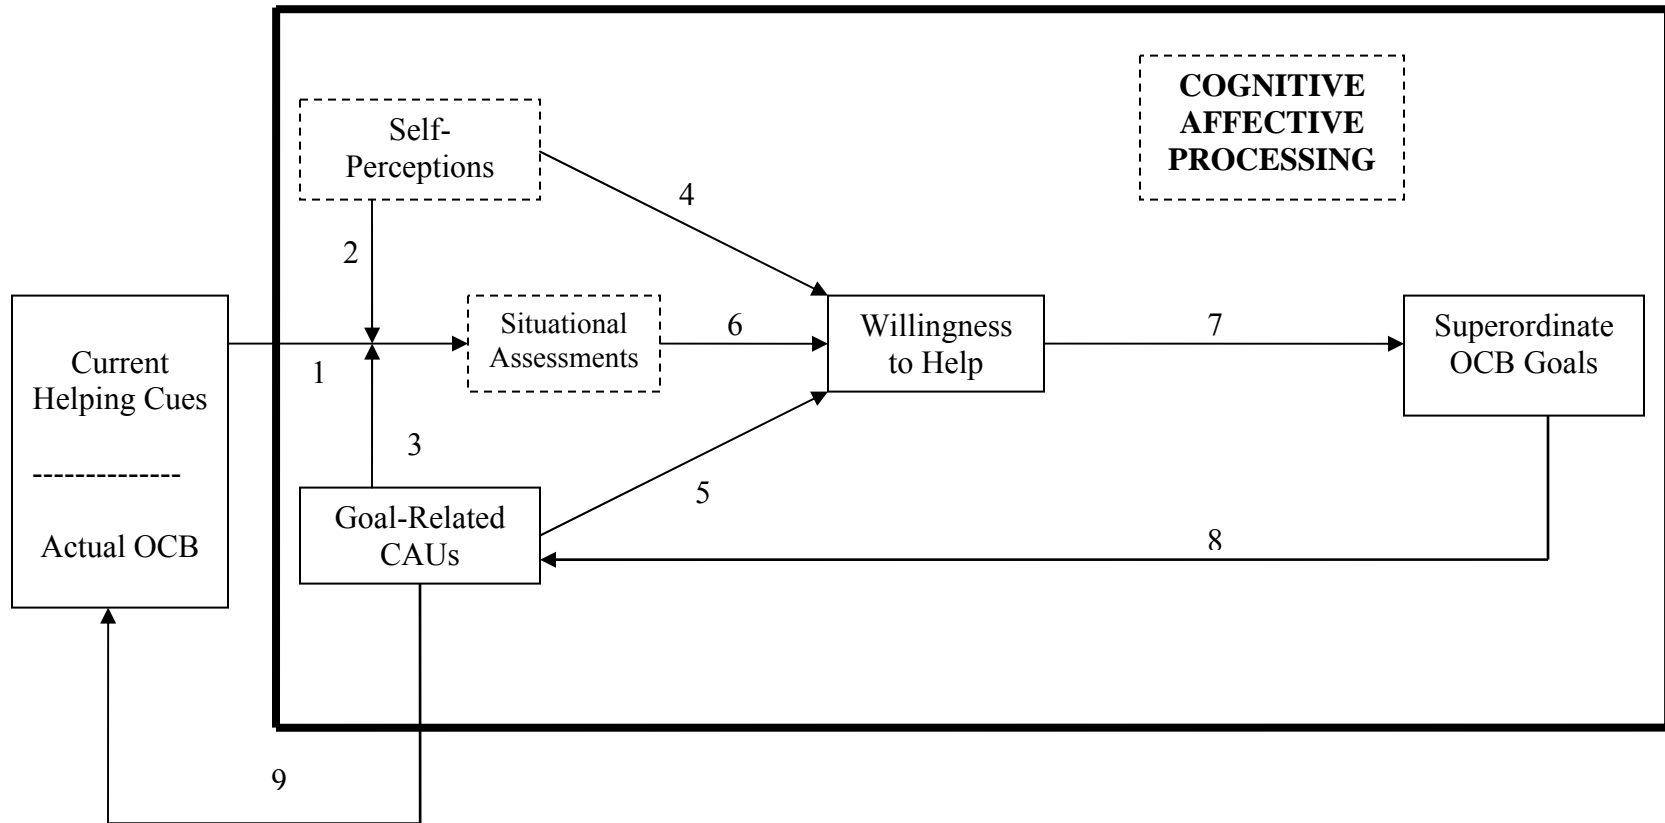 COGNITIVE
AFFECTIVE
PROCESSING
Self-
Perceptions
4
2
Current
Helping Cues
-------------
Actual OCB
1
Situational
Assessments
6
Willingness
to Help
7
Superordinate
OCB Goals
3
5
Goal-Related
CAUs
8
9